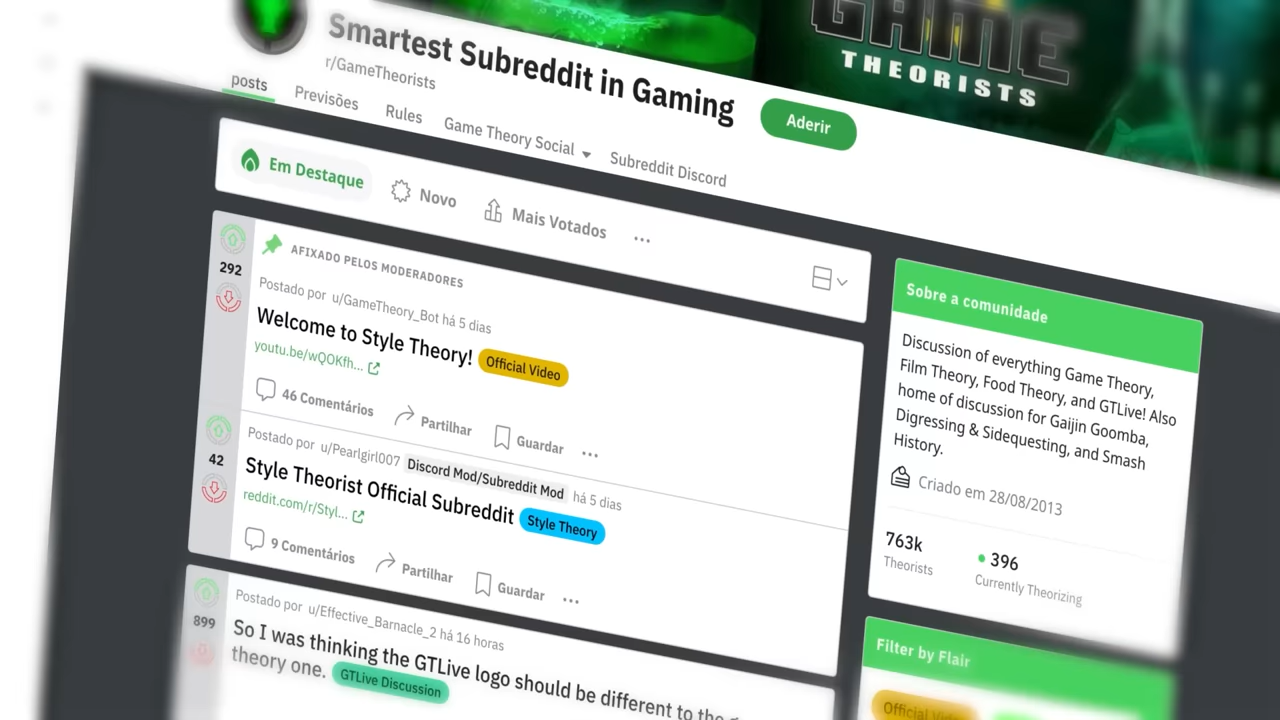 GAME
THEORISTS
Smartest Subreddit in Gaming
r/GameTheorists
Aderir
posts
Previsões
Rules
Game Theory Social
Subreddit Discord
Em Destaque
Novo
Mais Votados
292
AFIXADO PELOS MODERADORES
Postado por u/GameTheory_Bot há 5 dias
Welcome to Style Theory! Official Video
youtu.be/wQOKfh...
46 Comentários
Partilhar
Guardar
42
Postado por u/Pearlgirl007 Discord Mod/Subreddit Mod há 5 dias
Style Theorist Official Subreddit Style Theory
reddit.com/r/Styl...
9 Comentários
Partilhar
Guardar
899
Postado por u/Effective_Barnacle_2 há 16 horas
So I was thinking the GTLive logo should be different to the
theory one. GTLive Discussion
Sobre a comunidade
Discussion of everything Game Theory,
Film Theory, Food Theory, and GTLive! Also
home of discussion for Gaijin Goomba,
Digressing & Sidequesting, and Smash
History.
Criado em 28/08/2013
763k
Theorists
396
Currently Theorizing
Filter by Flair
Official Video